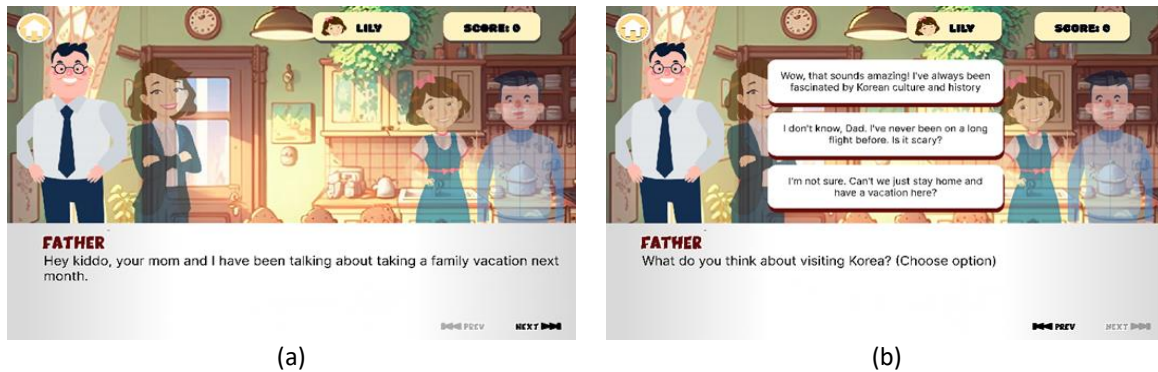 LILY
SCORE: 0
FATHER
Hey kiddo, your mom and I have been talking about taking a family vacation next
month.
PREV
NEXT
(a)
LILY
SCORE: 0
Wow, that sounds amazing! I've always been
fascinated by Korean culture and history
I don't know, Dad. I've never been on a long
flight before. Is it scary?
I'm not sure. Can't we just stay home and
have a vacation here?
FATHER
What do you think about visiting Korea? (Choose option)
PREV
NEXT
(b)